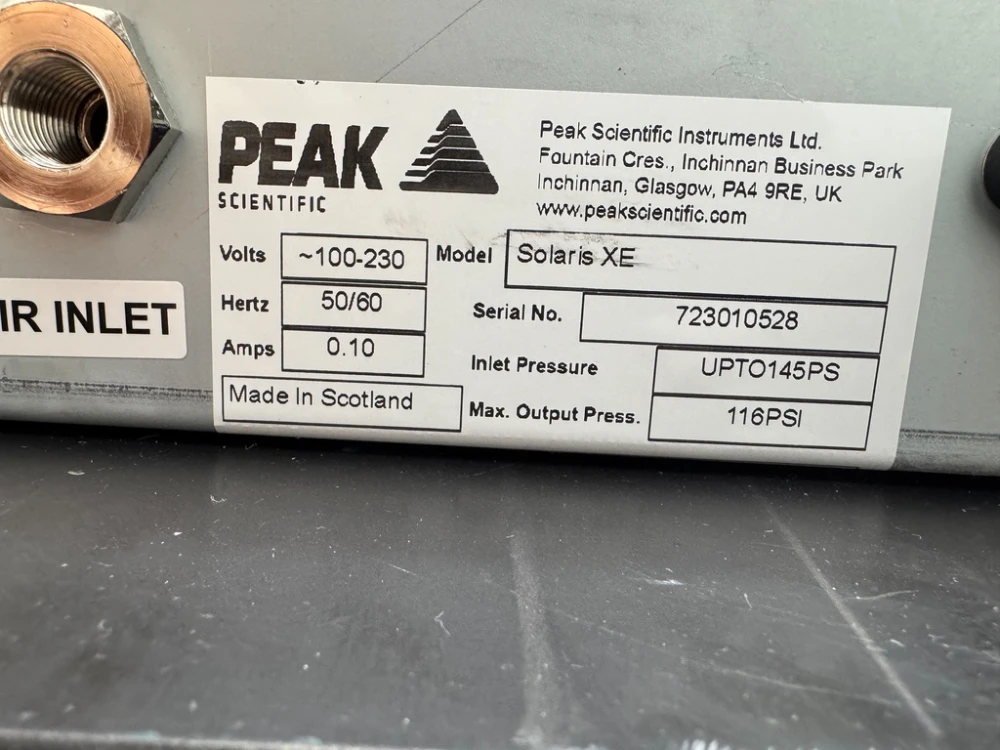 PEAK
SCIENTIFIC
Peak Scientific Instruments Ltd.
Fountain Cres., Inchinnan Business Park
Inchinnan, Glasgow, PA4 9RE, UK
www.peakscientific.com
Volts ~100-230 Model Solaris XE
Hertz 50/60 Serial No. 723010528
Amps 0.10 Inlet Pressure UPTO145PS
Made In Scotland Max. Output Press. 116PSI
IR INLET